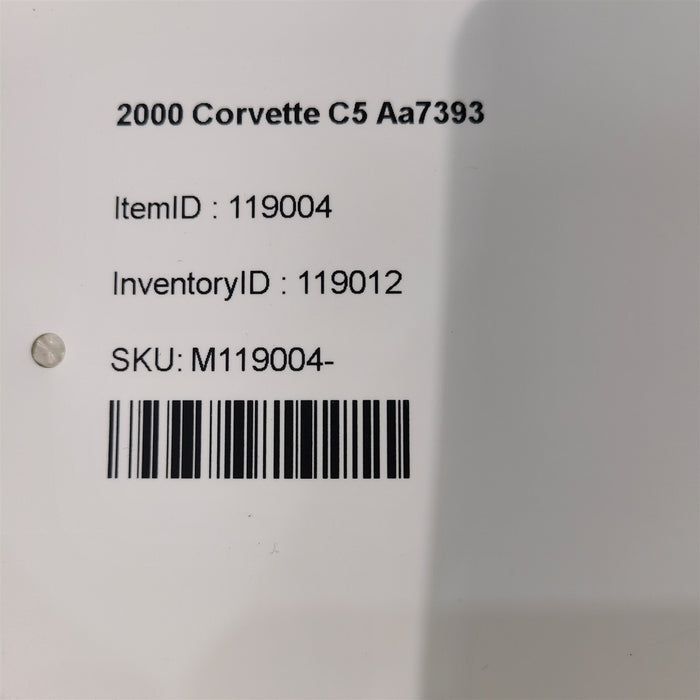 2000 Corvette C5 Aa7393
ItemID : 119004
InventoryID : 119012
SKU: M119004-